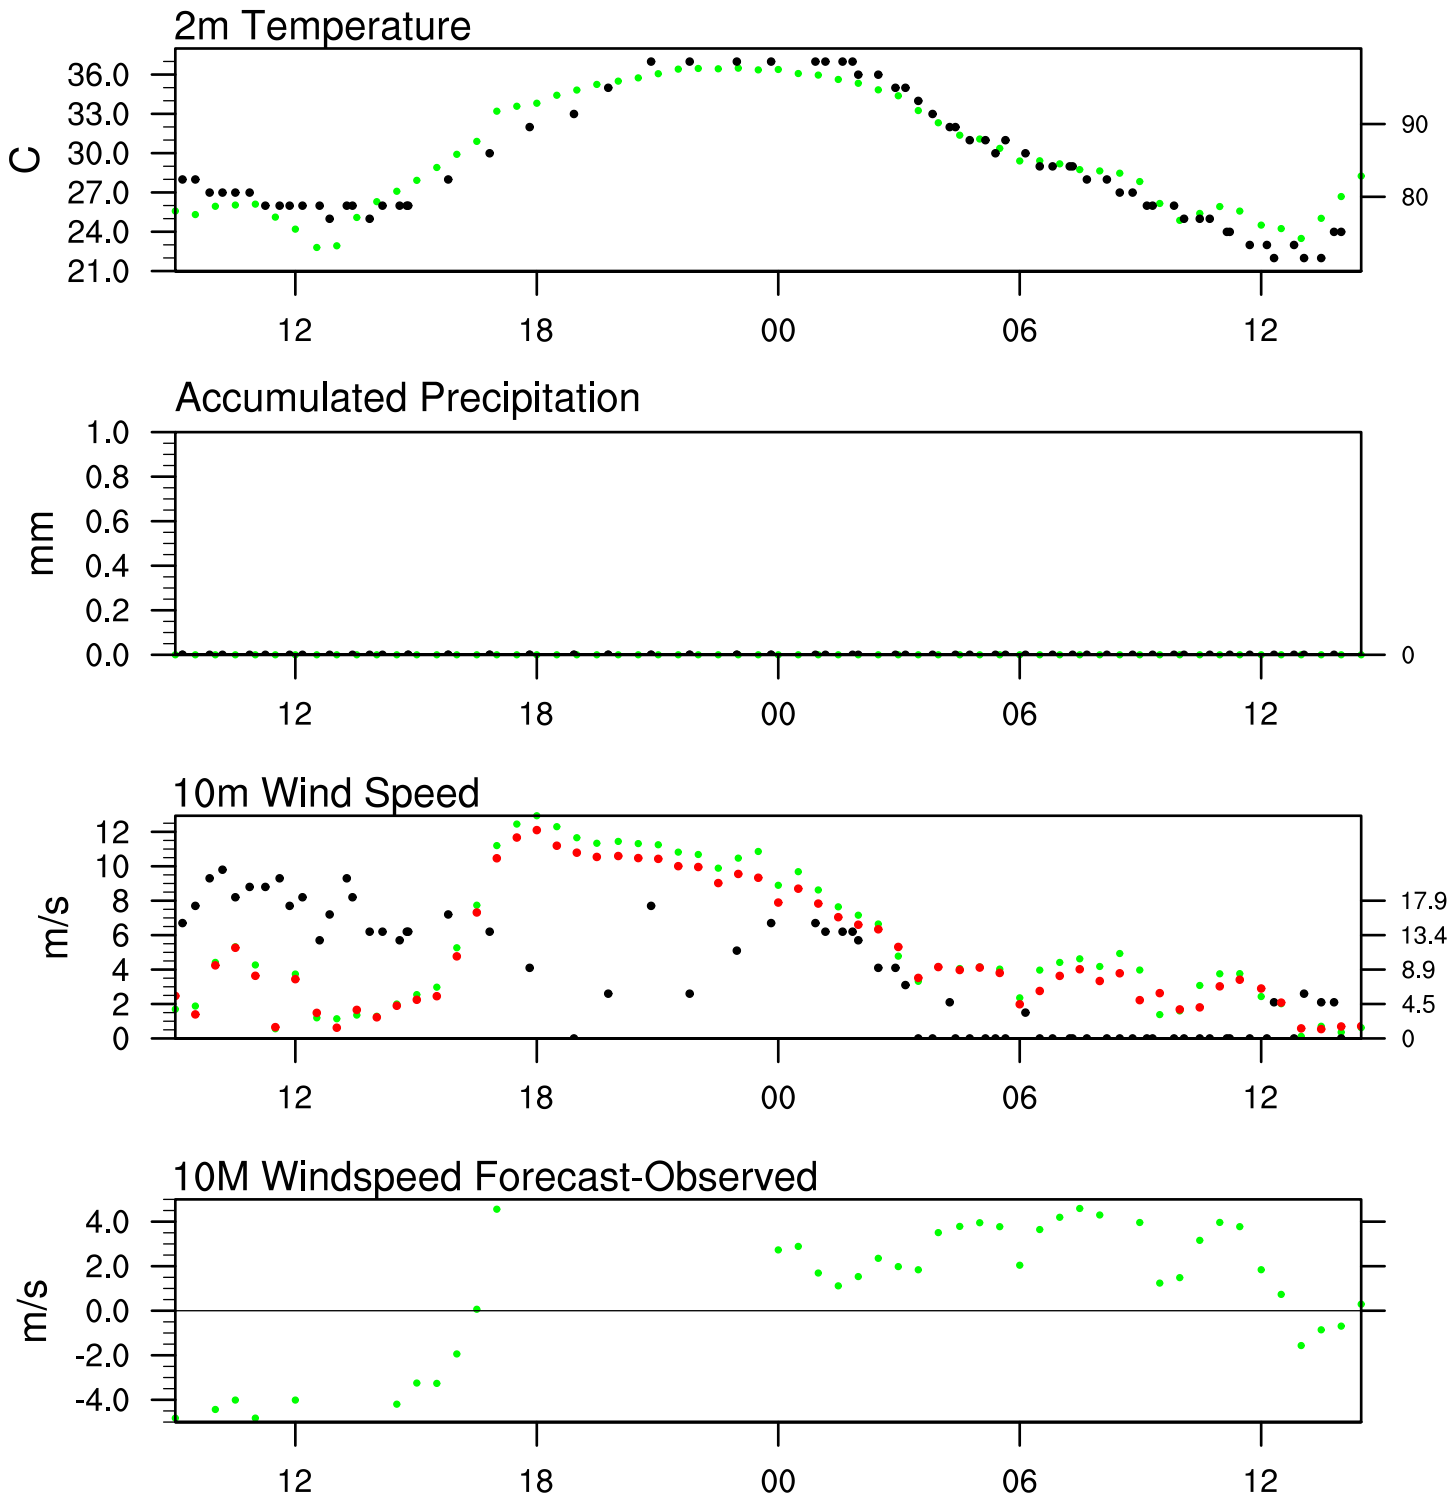 2m Temperature
36.0
33.0
30.0
27.0
24.0
21.0
C
90
80
12 18 00 06 12
Accumulated Precipitation
1.0
0.8
0.6
0.4
0.2
0.0
mm
0
12 18 00 06 12
10m Wind Speed
12
10
8
6
4
2
0
m/s
17.9
13.4
8.9
4.5
0
12 18 00 06 12
10M Windspeed Forecast-Observed
4.0
2.0
0.0
-2.0
-4.0
m/s
12 18 00 06 12